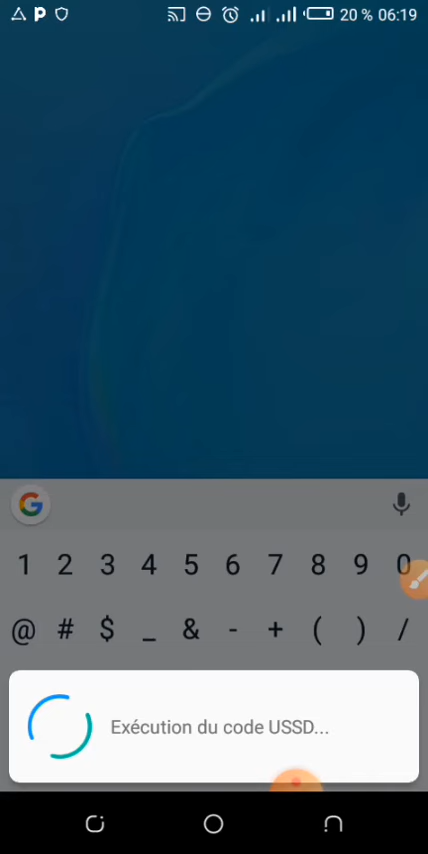 20 % 06:19
1 2 3 4 5 6 7 8 9 0
@ # $ _ & - + ( ) /
Exécution du code USSD...